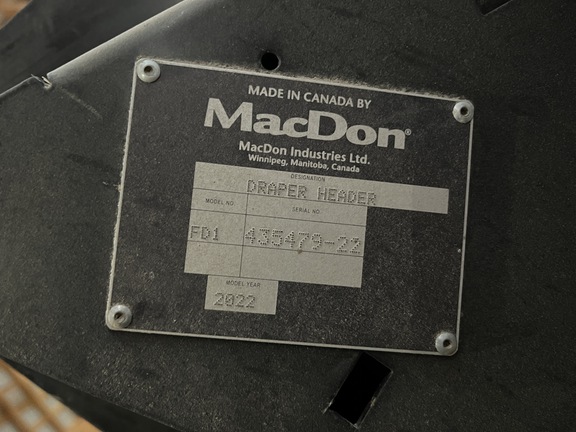 MADE IN CANADA BY
MacDon®
MacDon Industries Ltd.
Winnipeg, Manitoba, Canada
DESIGNATION
DRAPER HEADER
MODEL NO. SERIAL NO.
FD1 435479-22
MODEL YEAR
2022